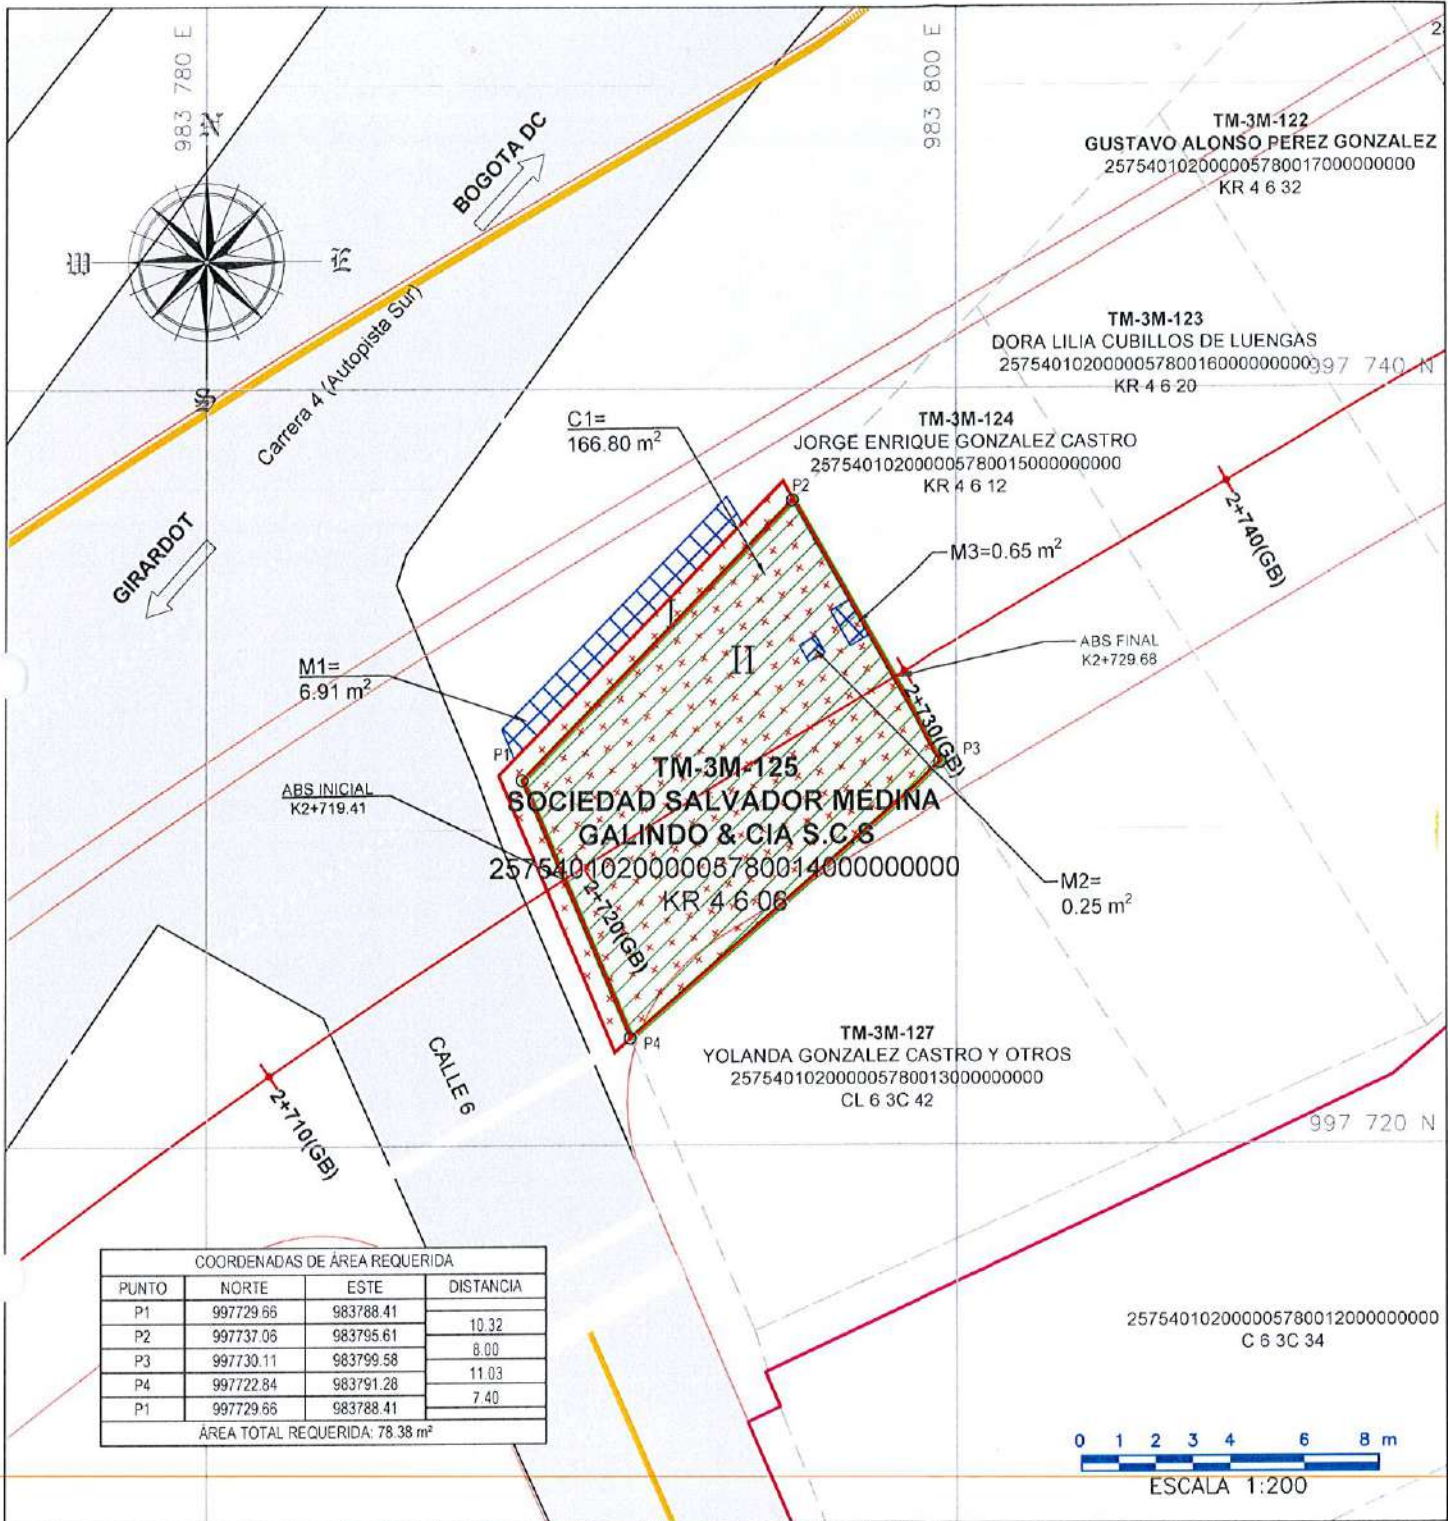 983 780 E
983 800 E
2
N
W
E
S
BOGOTA DC
Carrera 4 (Autopista Sur)
GIRARDOT
TM-3M-122
GUSTAVO ALONSO PEREZ GONZALEZ
257540102000005780017000000000
KR 4 6 32
TM-3M-123
DORA LILIA CUBILLOS DE LUENGAS
257540102000005780016000000000
KR 4 6 20
997 740 N
C1=
166.80 m²
TM-3M-124
JORGE ENRIQUE GONZALEZ CASTRO
257540102000005780015000000000
KR 4 6 12
P2
2+740(GB)
M3=0.65 m²
ABS FINAL
K2+729.68
I
II
M1=
6.91 m²
2+730(GB)
P1
P3
ABS INICIAL
K2+719.41
TM-3M-125
SOCIEDAD SALVADOR MEDINA
GALINDO & CIA S.C.S
257540102000005780014000000000
KR 4 6 06
M2=
0.25 m²
2+720(GB)
P4
TM-3M-127
YOLANDA GONZALEZ CASTRO Y OTROS
257540102000005780013000000000
CL 6 3C 42
CALLE 6
2+710(GB)
997 720 N
COORDENADAS DE ÁREA REQUERIDA
PUNTO NORTE ESTE DISTANCIA
P1 997729.66 983788.41
10.32
P2 997737.06 983795.61
8.00
P3 997730.11 983799.58
11.03
P4 997722.84 983791.28
7.40
P1 997729.66 983788.41
ÁREA TOTAL REQUERIDA: 78.38 m²
257540102000005780012000000000
C 6 3C 34
0 1 2 3 4 6 8 m
ESCALA 1:200